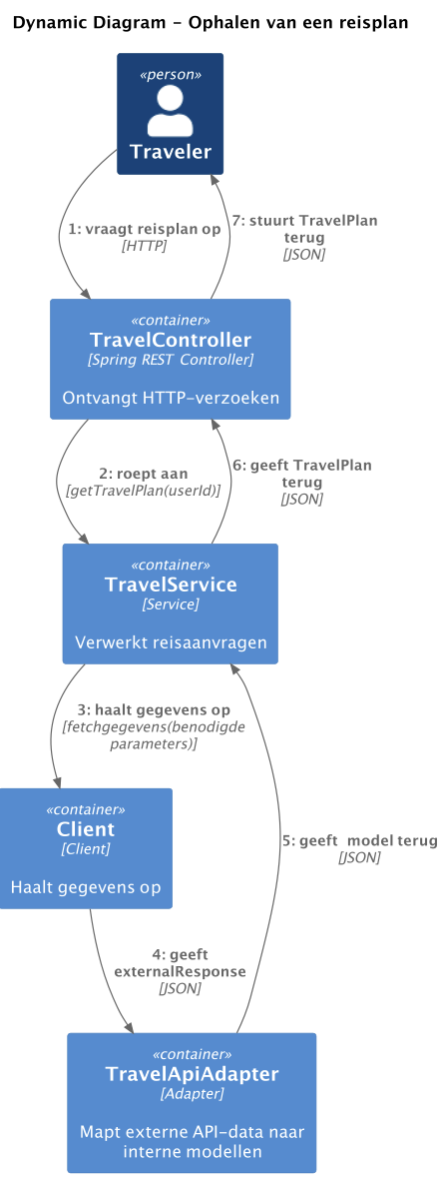 Dynamic Diagram - Ophalen van een reisplan
«person»
Traveler
1: vraagt reisplan op
[HTTP]
7: stuurt TravelPlan
terug
[JSON]
«container»
TravelController
[Spring REST Controller]
Ontvangt HTTP-verzoeken
2: roept aan
[getTravelPlan(userId)]
6: geeft TravelPlan
terug
[JSON]
«container»
TravelService
[Service]
Verwerkt reisaanvragen
3: haalt gegevens op
[fetchgegevens(benodigde
parameters)]
«container»
Client
[Client]
Haalt gegevens op
5: geeft  model terug
[JSON]
4: geeft
externalResponse
[JSON]
«container»
TravelApiAdapter
[Adapter]
Mapt externe API-data naar
interne modellen